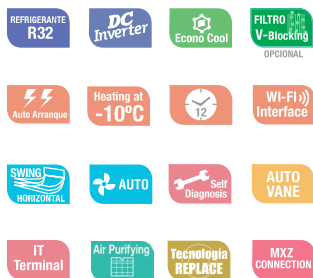 REFRIGERANTE
R32
DC
Inverter
Econo Cool
FILTRO
V-Blocking
OPCIONAL
Auto Arranque
Heating at
-10ºC
12
WI-FI
Interface
SWING
HORIZONTAL
AUTO
Self
Diagnosis
AUTO
VANE
IT
Terminal
Air Purifying
Tecnologia
REPLACE
MXZ
CONNECTION